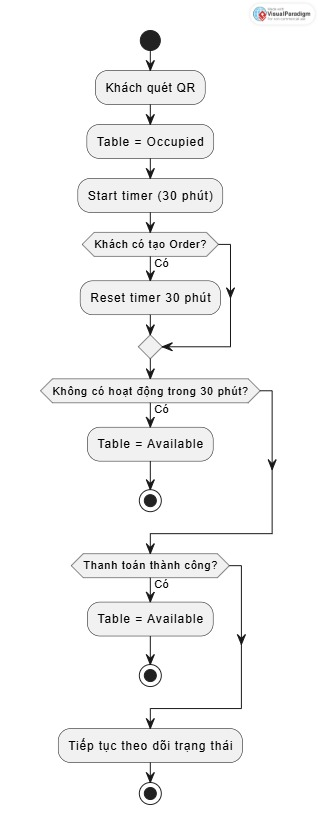 VisualParadigm
Khách quét QR
Table = Occupied
Start timer (30 phút)
Khách có tạo Order?
Có
Reset timer 30 phút
Không có hoạt động trong 30 phút?
Có
Table = Available
Thanh toán thành công?
Có
Table = Available
Tiếp tục theo dõi trạng thái